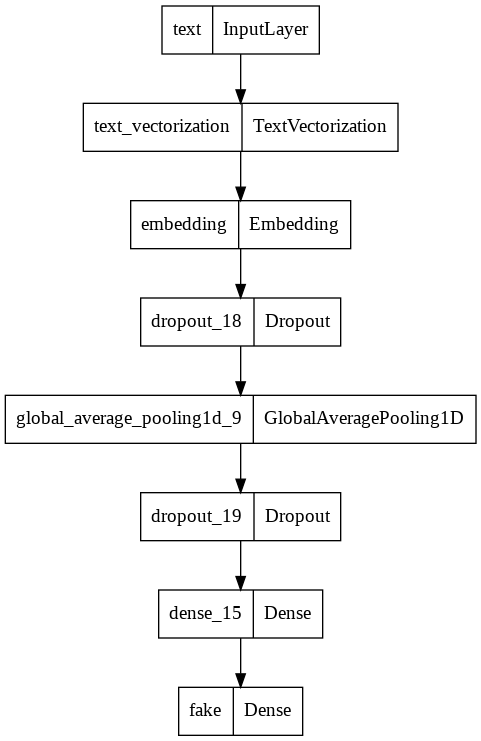 text InputLayer
text_vectorization TextVectorization
embedding Embedding
dropout_18 Dropout
global_average_pooling1d_9 GlobalAveragePooling1D
dropout_19 Dropout
dense_15 Dense
fake Dense